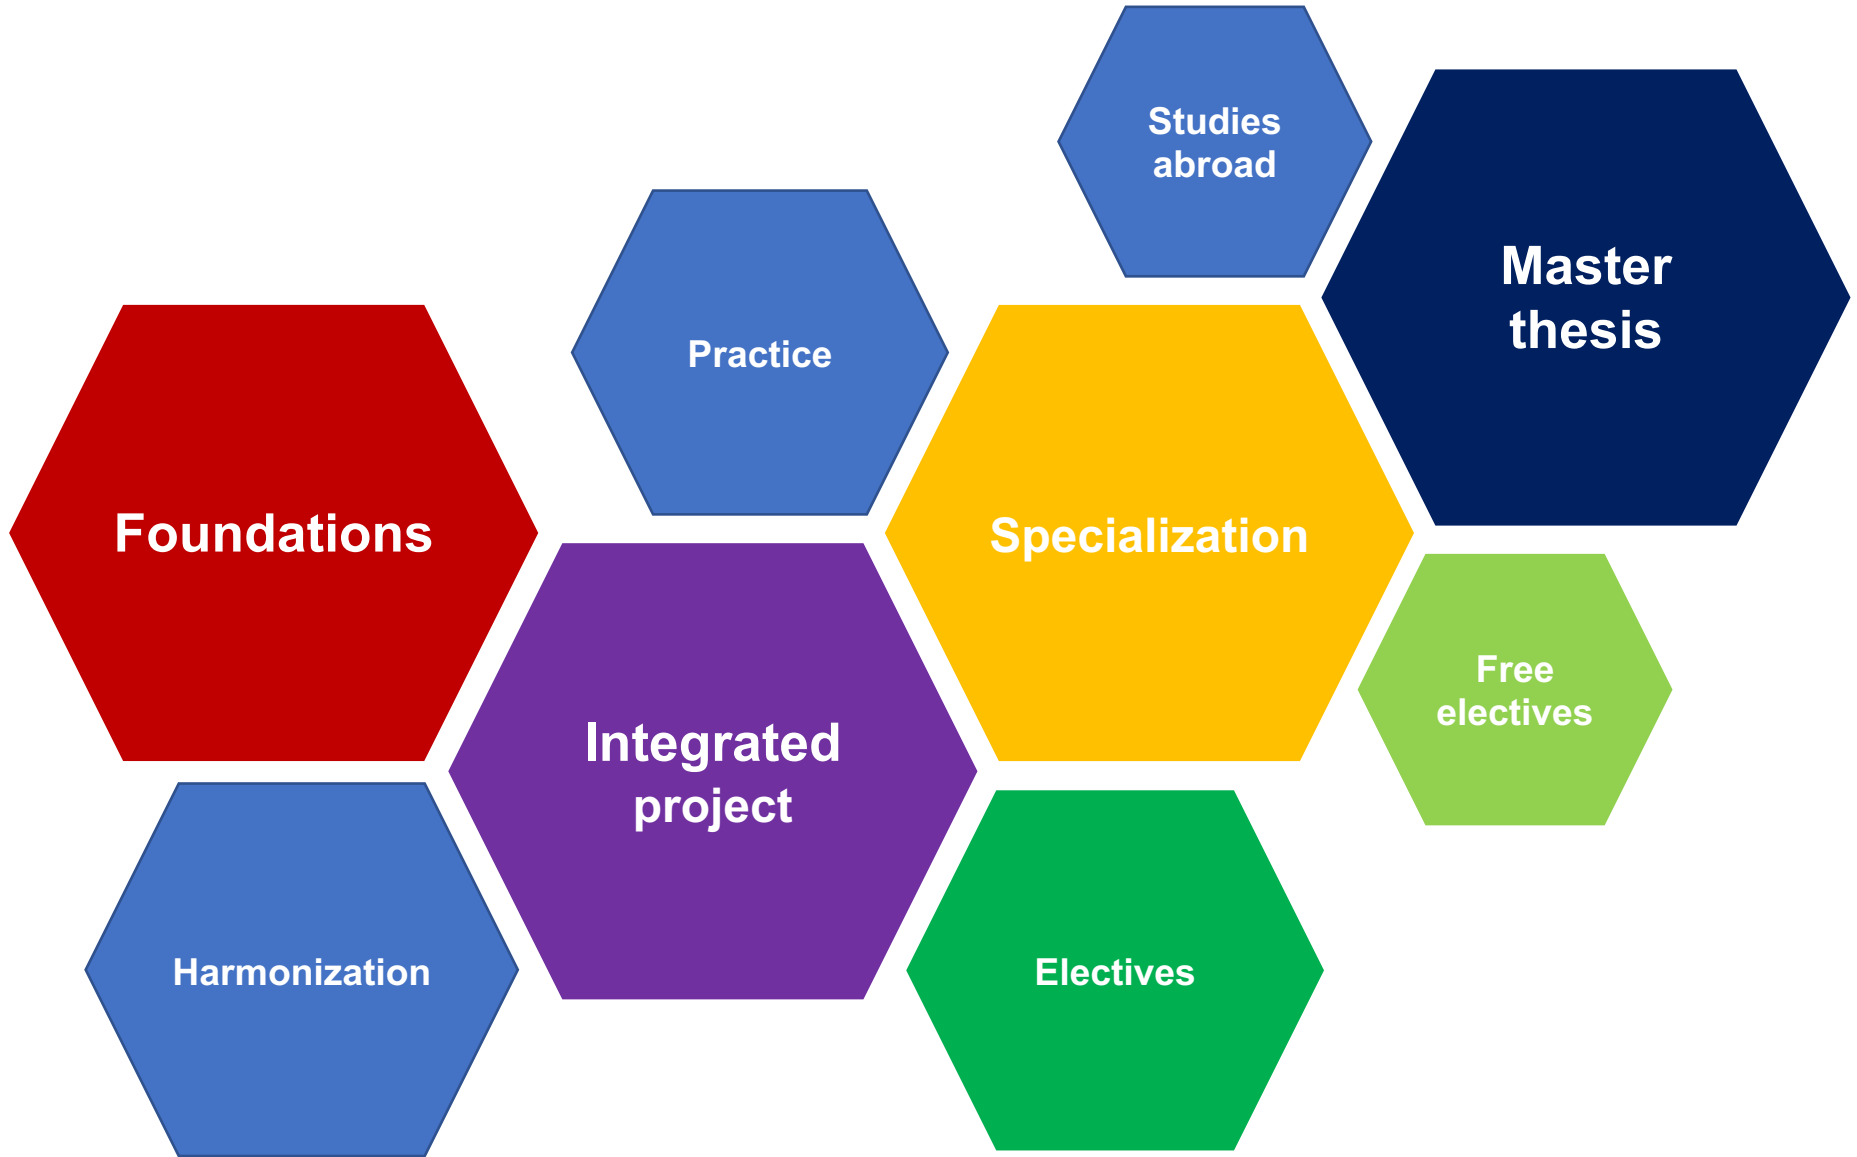 Studies
abroad
Master
thesis
Practice
Foundations
Specialization
Free
electives
Integrated
project
Harmonization
Electives